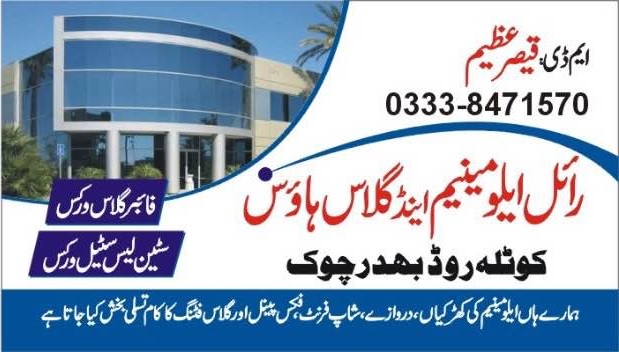 ایم ڈی: قیصر عظیم
0333-8471570
رائل ایلومینیم اینڈ گلاس ہاؤس
کوٹلہ روڈ بھدر چوک
فائبر گلاس ورکس
سٹین لیس سٹیل ورکس
ہمارے ہاں ایلومینیم کی کھڑکیاں، دروازے، شاپ فرنٹ، فکس پینل اور گلاس فٹنگ کا کام تسلی بخش کیا جاتا ہے